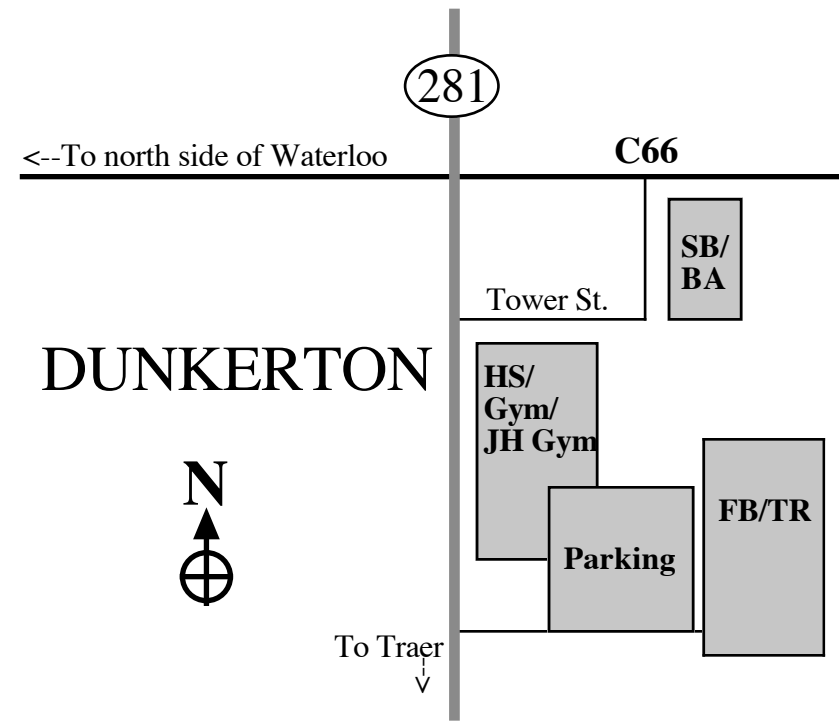 281
<--To north side of Waterloo
C66
SB/
BA
Tower St.
DUNKERTON
HS/
Gym/
JH Gym
N
FB/TR
Parking
To Traer